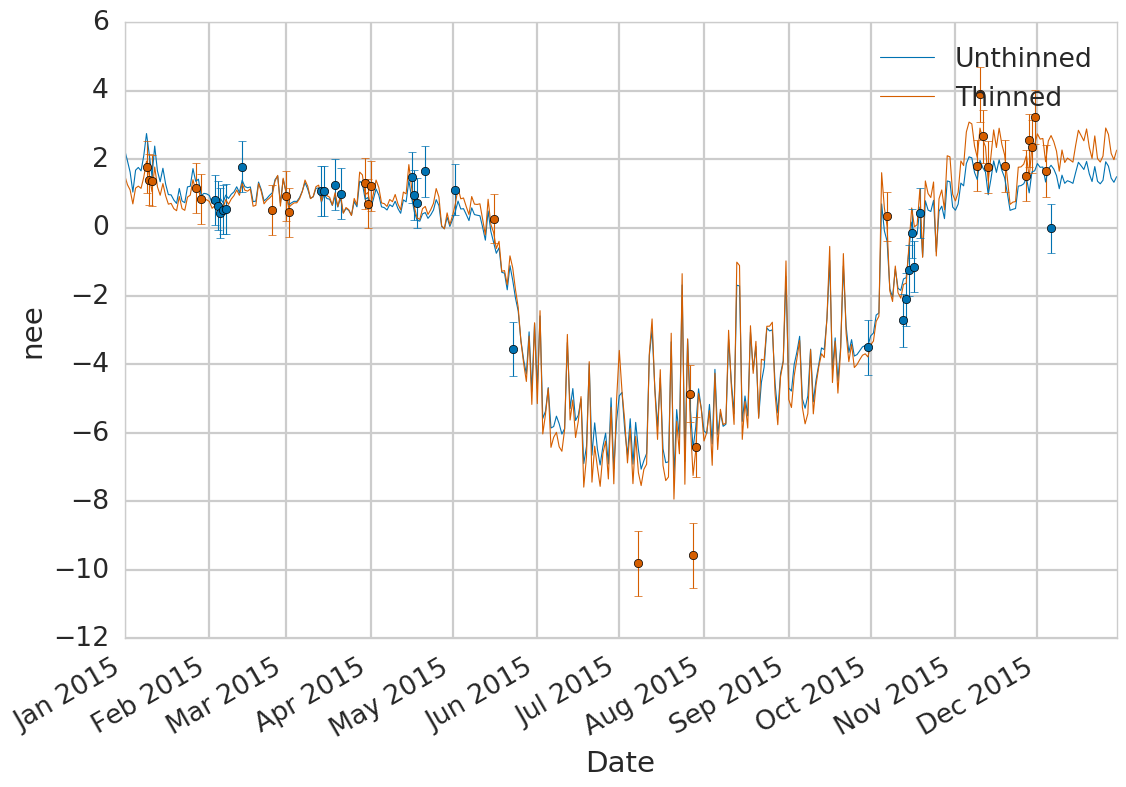 6
4
2
0
−2
−4
−6
−8
−10
−12
nee
Unthinned
Thinned
Jan 2015
Feb 2015
Mar 2015
Apr 2015
May 2015
Jun 2015
Jul 2015
Aug 2015
Sep 2015
Oct 2015
Nov 2015
Dec 2015
Date